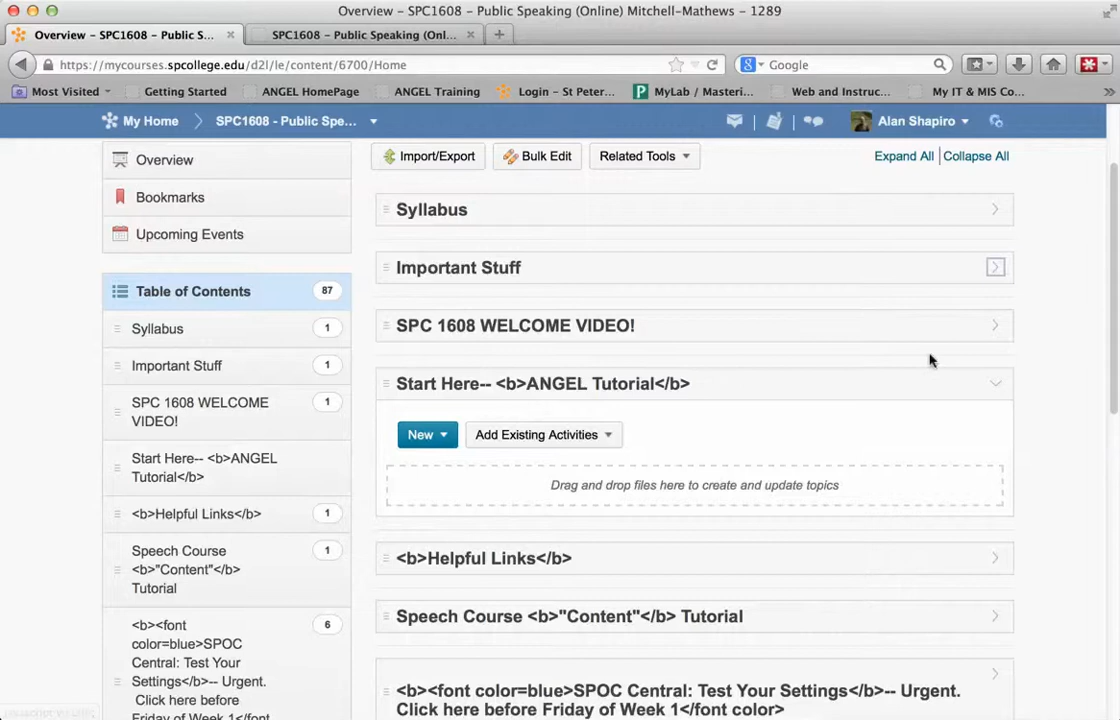 Overview - SPC1608 - Public Speaking (Online) Mitchell-Mathews - 1289
Overview - SPC1608 - Public S... × SPC1608 - Public Speaking (Onl... × +
https://mycourses.spcollege.edu/d2l/le/content/6700/Home Google
Most Visited Getting Started ANGEL HomePage ANGEL Training Login - St Peter... MyLab / Masteri... Web and Instruc... My IT & MIS Co... »
My Home SPC1608 - Public Spe... Alan Shapiro
Overview
Bookmarks
Upcoming Events
Table of Contents 87
Syllabus 1
Important Stuff 1
SPC 1608 WELCOME 1
VIDEO!
Start Here-- <b>ANGEL
Tutorial</b>
<b>Helpful Links</b> 1
Speech Course 1
<b>"Content"</b>
Tutorial
<b><font 6
color=blue>SPOC
Central: Test Your
Settings</b>-- Urgent.
Click here before
Friday of Week 1</font
Import/Export Bulk Edit Related Tools Expand All Collapse All
Syllabus
Important Stuff
SPC 1608 WELCOME VIDEO!
Start Here-- <b>ANGEL Tutorial</b>
New Add Existing Activities
Drag and drop files here to create and update topics
<b>Helpful Links</b>
Speech Course <b>"Content"</b> Tutorial
<b><font color=blue>SPOC Central: Test Your Settings</b>-- Urgent.
Click here before Friday of Week 1</font color>